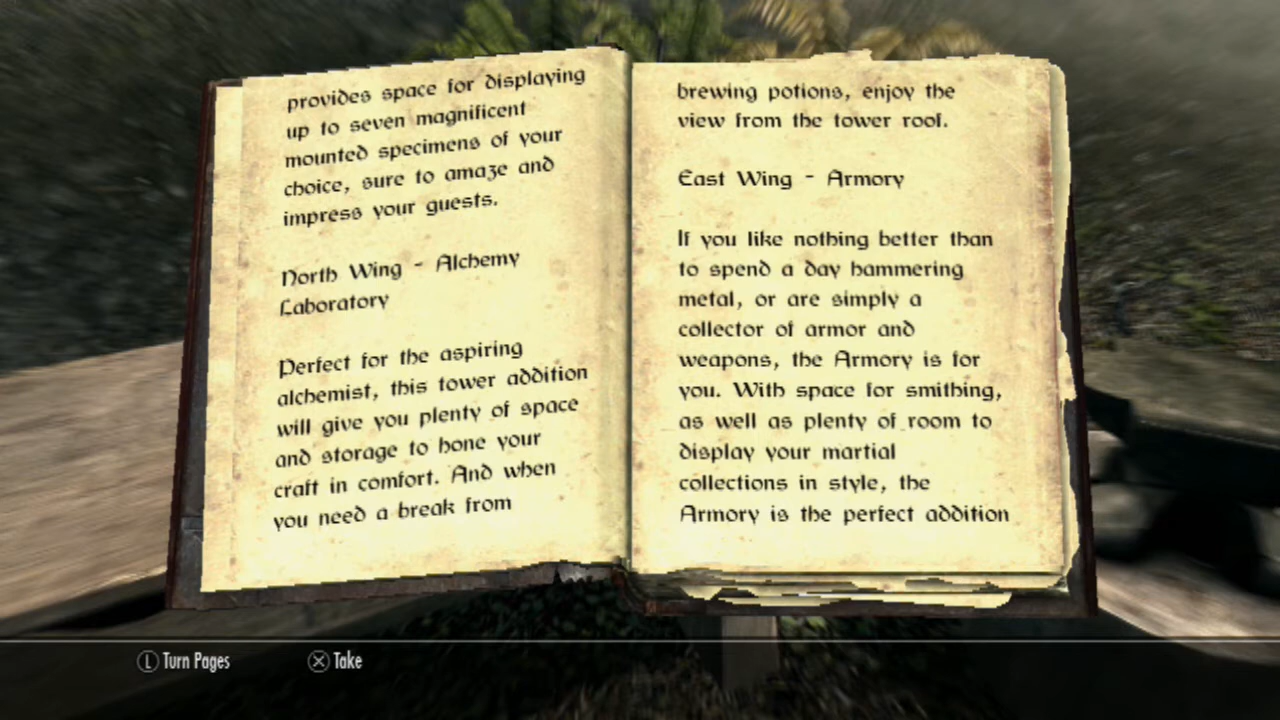 provides space for displaying
up to seven magnificent
mounted specimens of your
choice, sure to amaze and
impress your guests.
North Wing - Alchemy
Laboratory
Perfect for the aspiring
alchemist, this tower addition
will give you plenty of space
and storage to hone your
craft in comfort. And when
you need a break from
brewing potions, enjoy the
view from the tower roof.
East Wing - Armory
If you like nothing better than
to spend a day hammering
metal, or are simply a
collector of armor and
weapons, the Armory is for
you. With space for smithing,
as well as plenty of room to
display your martial
collections in style, the
Armory is the perfect addition
L Turn Pages
X Take